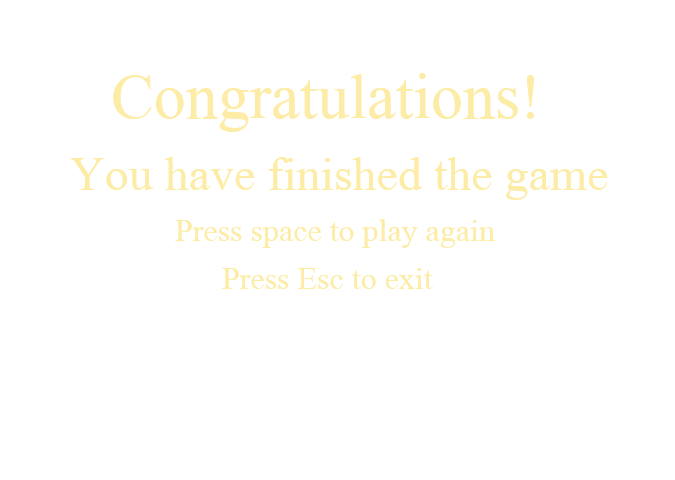 Congratulations!
You have finished the game
Press space to play again
Press Esc to exit